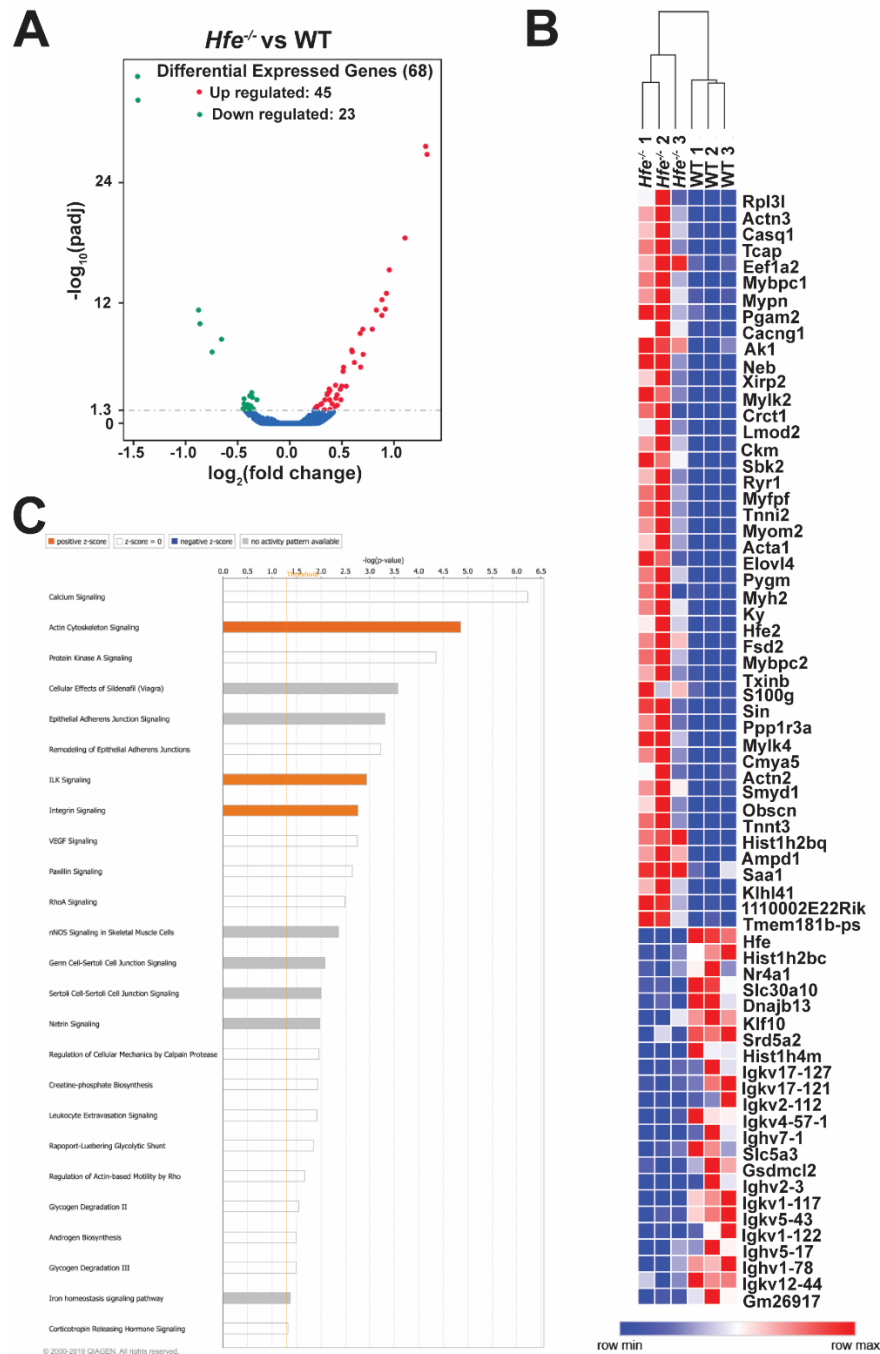 A
Hfe-/- vs WT
Differential Expressed Genes (68)
Up regulated: 45
Down regulated: 23
24
12
1.3
0
-log10(padj)
-1.5 -1.0 -0.5 0.0 0.5 1.0
log2(fold change)
B
Hfe-/- 1
Hfe-/- 2
Hfe-/- 3
WT 1
WT 2
WT 3
Rpl3l
Actn3
Casq1
Tcap
Eef1a2
Mybpc1
Mypn
Pgam2
Cacng1
Ak1
Neb
Xirp2
Mylk2
Crct1
Lmod2
Ckm
Sbk2
Ryr1
Myfpf
Tnni2
Myom2
Acta1
Elovl4
Pygm
Myh2
Ky
Hfe2
Fsd2
Mybpc2
Txinb
S100g
Sin
Ppp1r3a
Mylk4
Cmya5
Actn2
Smyd1
Obscn
Tnnt3
Hist1h2bq
Ampd1
Saa1
Klhl41
1110002E22Rik
Tmem181b-ps
Hfe
Hist1h2bc
Nr4a1
Slc30a10
Dnajb13
Klf10
Srd5a2
Hist1h4m
Igkv17-127
Igkv17-121
Igkv2-112
Igkv4-57-1
Ighv7-1
Slc5a3
Gsdmcl2
Ighv2-3
Igkv1-117
Igkv5-43
Igkv1-122
Ighv5-17
Ighv1-78
Igkv12-44
Gm26917
row min row max
C
positive z-score z-score = 0 negative z-score no activity pattern available
-log(p-value)
0.0 0.5 1.0 1.5 2.0 2.5 3.0 3.5 4.0 4.5 5.0 5.5 6.0 6.5
Threshold
Calcium Signaling
Actin Cytoskeleton Signaling
Protein Kinase A Signaling
Cellular Effects of Sildenafil (Viagra)
Epithelial Adherens Junction Signaling
Remodeling of Epithelial Adherens Junctions
ILK Signaling
Integrin Signaling
VEGF Signaling
Paxillin Signaling
RhoA Signaling
nNOS Signaling in Skeletal Muscle Cells
Germ Cell-Sertoli Cell Junction Signaling
Sertoli Cell-Sertoli Cell Junction Signaling
Netrin Signaling
Regulation of Cellular Mechanics by Calpain Protease
Creatine-phosphate Biosynthesis
Leukocyte Extravasation Signaling
Rapoport-Luebering Glycolytic Shunt
Regulation of Actin-based Motility by Rho
Glycogen Degradation II
Androgen Biosynthesis
Glycogen Degradation III
Iron homeostasis signaling pathway
Corticotropin Releasing Hormone Signaling
© 2000-2019 QIAGEN. All rights reserved.